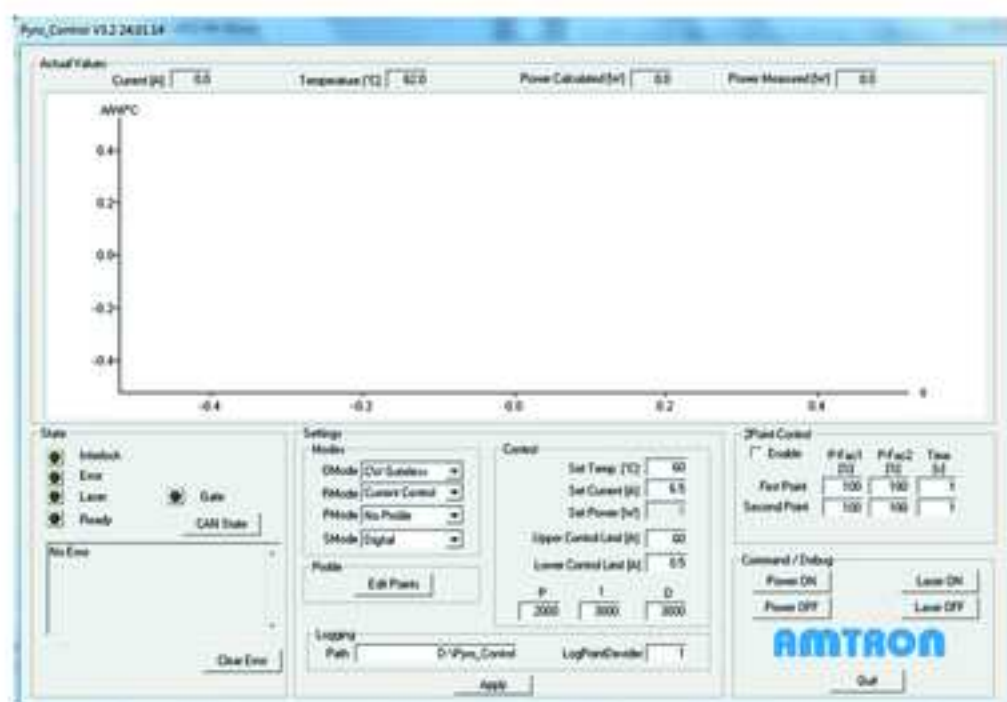 Pyro_Control V3.2 24.01.14
Actual Values
Current [A] 0.0 Temperature [°C] 62.0 Power Calculated [W] 0.0 Power Measured [W] 0.0
A/W/°C
0.4
0.2
0.0
-0.2
-0.4
-0.4 -0.2 -0.0 0.2 0.4
State
Interlock
Error
Laser Gate
Ready CAN State
No Error
Clear Error
Settings
Modes
OMode CW Gateless
RMode Current Control
PMode No Profile
SMode Digital
Profile
Edit Points
Control
Set Temp. [°C] 60
Set Current [A] 6.5
Set Power [W]
Upper Control Limit [A] 60
Lower Control Limit [A] 6.5
P I D
2000 3000 3000
Logging
Path D:\Pyro_Control LogPointDevider 1
Apply
2Point Control
Enable P-Fac1 P-Fac2 Time
[%] [%] [s]
First Point 100 100 1
Second Point 100 100 1
Command / Debug
Power ON Laser ON
Power OFF Laser OFF
AMTRON
Quit